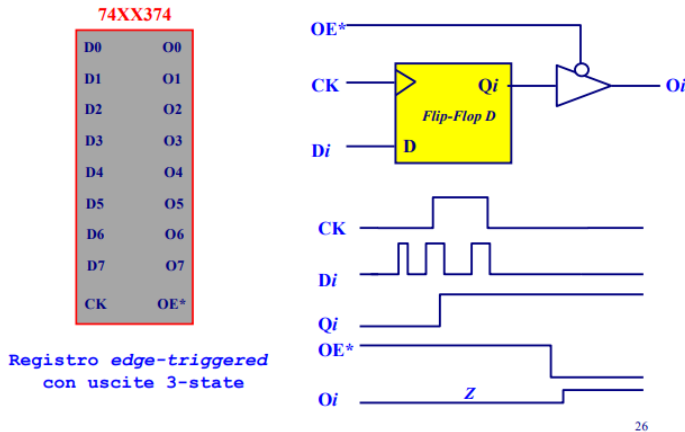 74XX374
D0 O0
D1 O1
D2 O2
D3 O3
D4 O4
D5 O5
D6 O6
D7 O7
CK OE*
Registro edge-triggered
con uscite 3-state
OE*
CK Qi Oi
Flip-Flop D
Di D
CK
Di
Qi
OE*
Oi Z
26